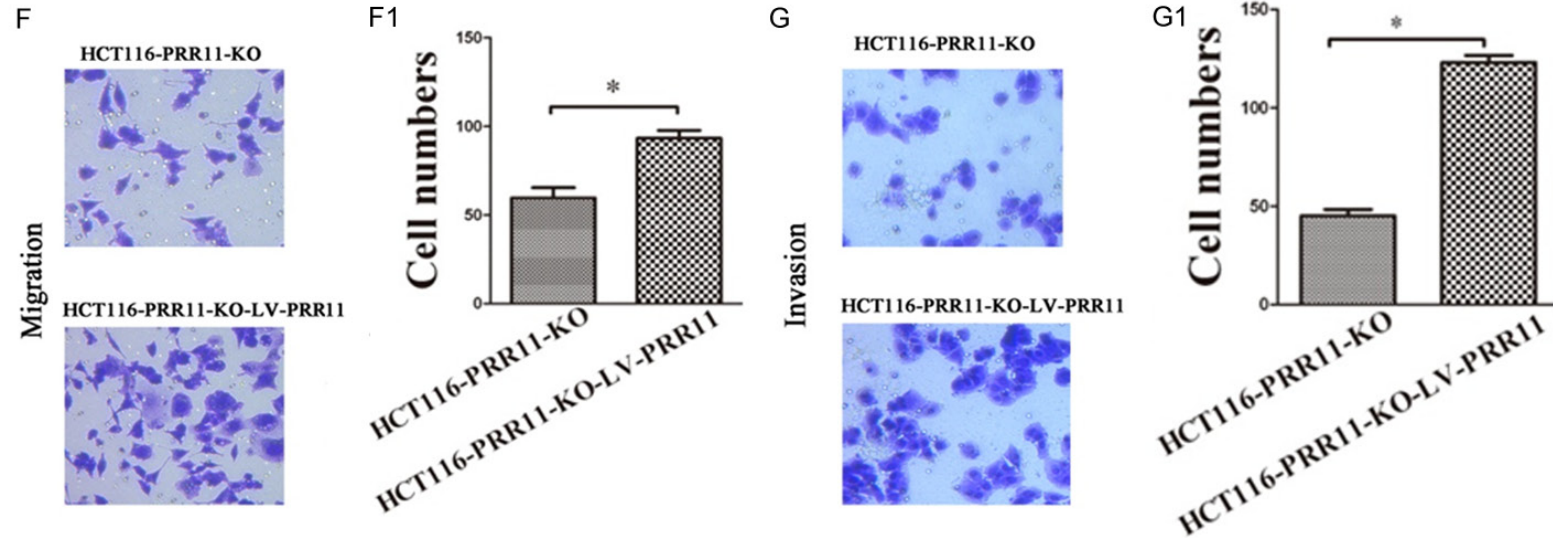 F
HCT116-PRR11-KO
HCT116-PRR11-KO-LV-PRR11
Migration
F1
Cell numbers
150
100
50
0
*
HCT116-PRR11-KO
HCT116-PRR11-KO-LV-PRR11
G
HCT116-PRR11-KO
HCT116-PRR11-KO-LV-PRR11
Invasion
G1
Cell numbers
150
100
50
0
*
HCT116-PRR11-KO
HCT116-PRR11-KO-LV-PRR11